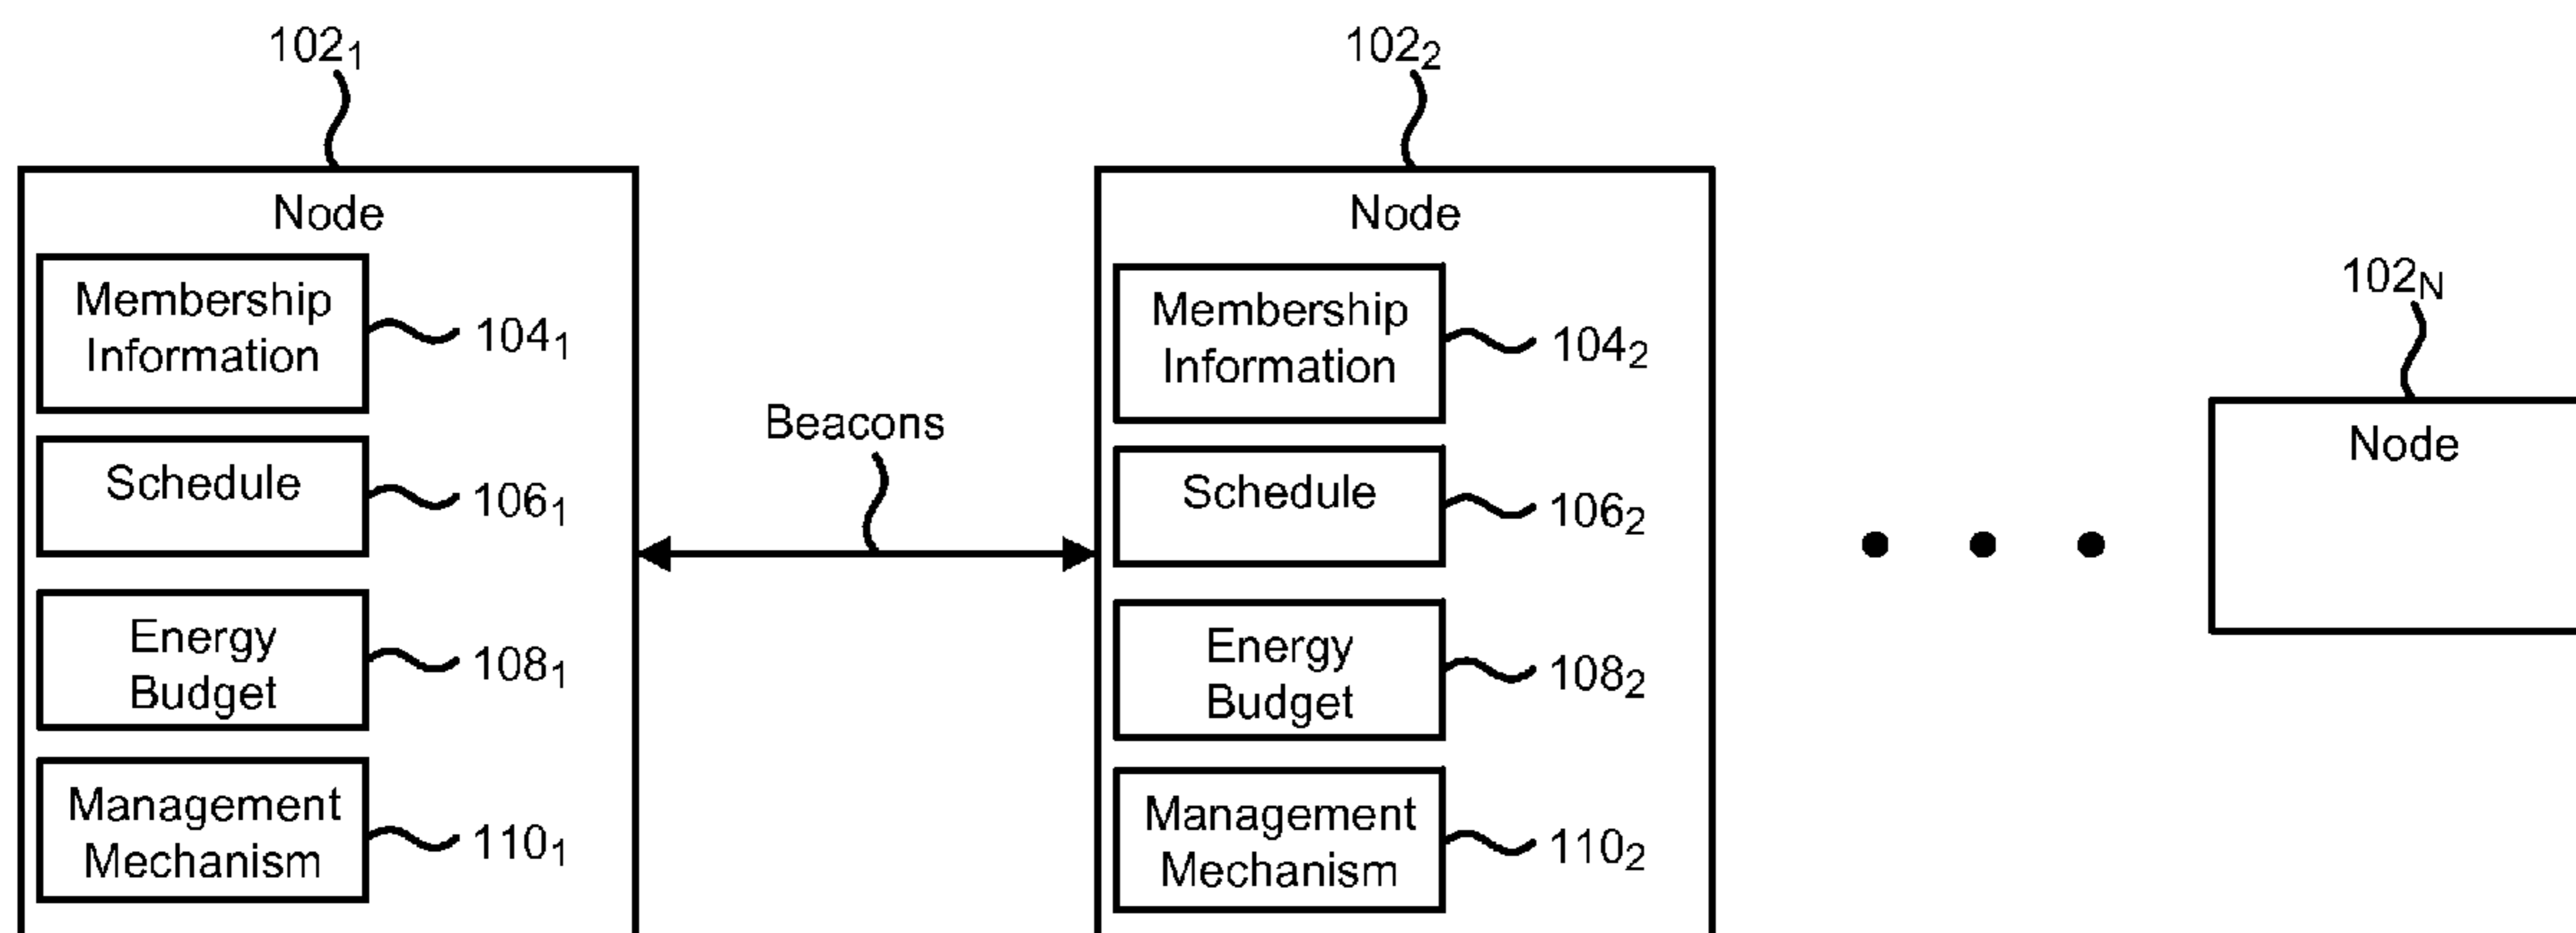 102₁
Node
Membership
Information
104₁
Schedule
106₁
Energy
Budget
108₁
Management
Mechanism
110₁
Beacons
102₂
Node
Membership
Information
104₂
Schedule
106₂
Energy
Budget
108₂
Management
Mechanism
110₂
102N
Node